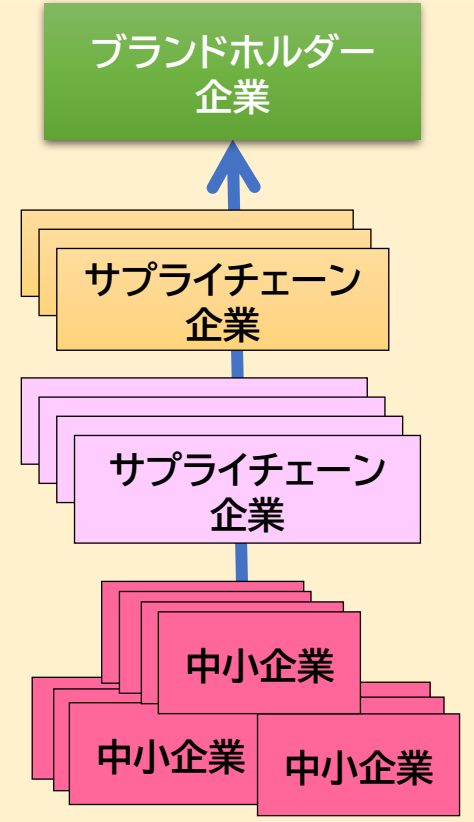 ブランドホルダー
企業
サプライチェーン
企業
サプライチェーン
企業
中小企業
中小企業
中小企業